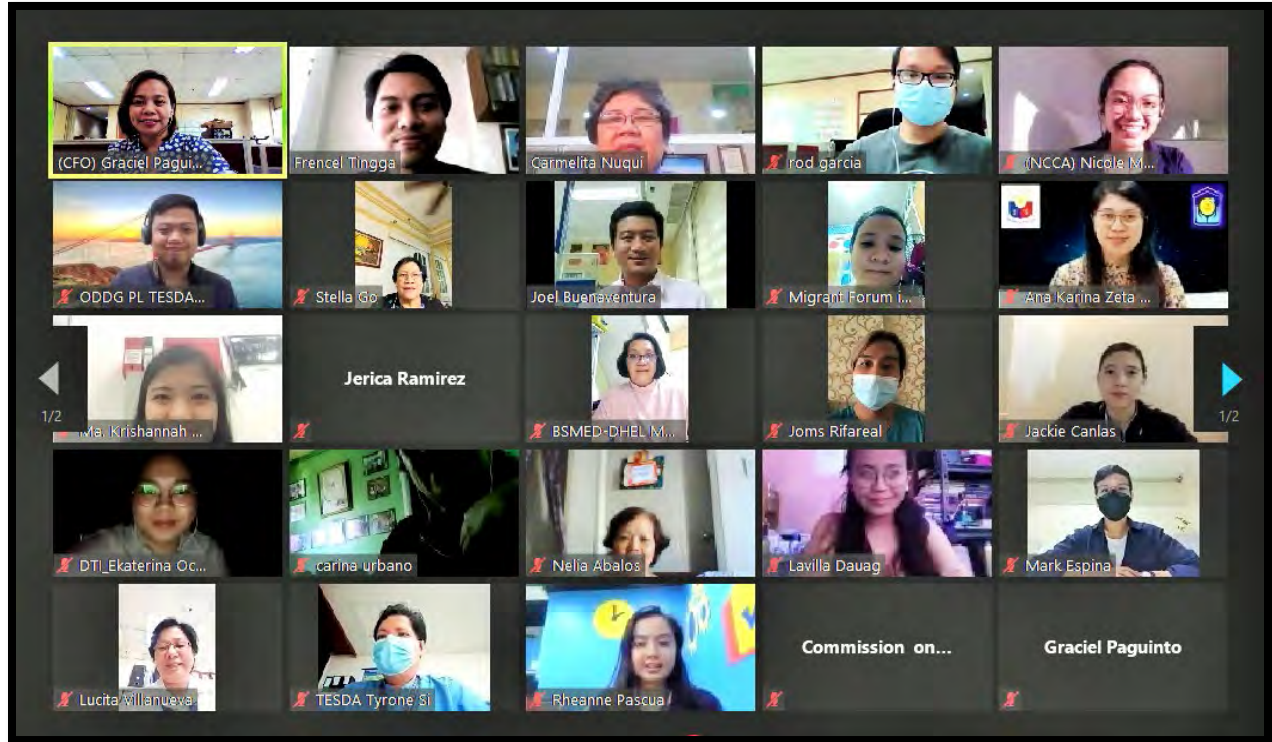 (CFO) Graciel Pagui...
Frencel Tingga
Carmelita Nuqui
rod garcia
(NCCA) Nicole M...
ODDG PL TESDA...
Stella Go
Joel Buenaventura
Migrant Forum i...
Ana Karina Zeta ...
1/2
Ma. Krishannah ...
Jerica Ramirez
BSMED-DHEL M...
Joms Rifareal
Jackie Canlas
1/2
DTI_Ekaterina Oc...
carina urbano
Nelia Abalos
Lavilla Dauag
Mark Espina
Lucita Villanueva
TESDA Tyrone Si
Rheanne Pascua
Commission on...
Graciel Paguinto